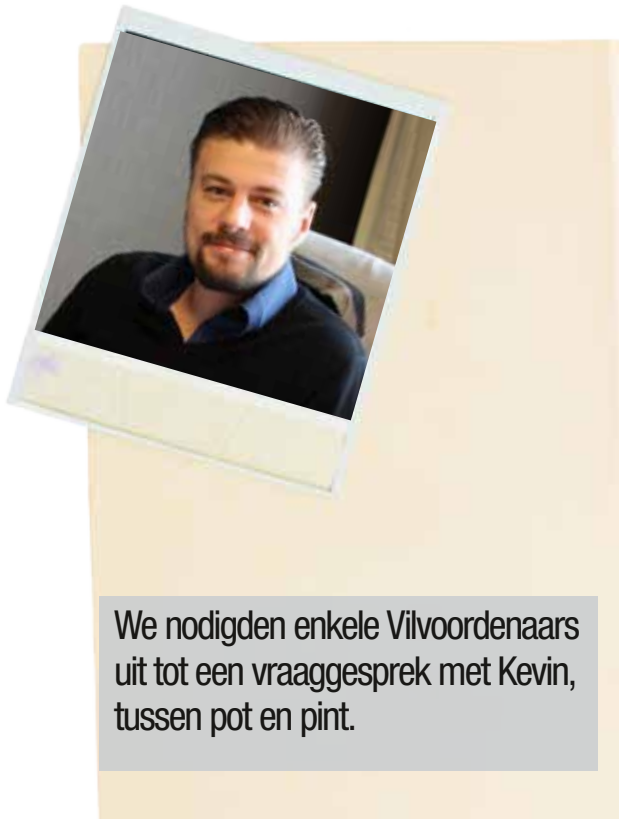 We nodigden enkele Vilvoordenaars
uit tot een vraaggesprek met Kevin,
tussen pot en pint.